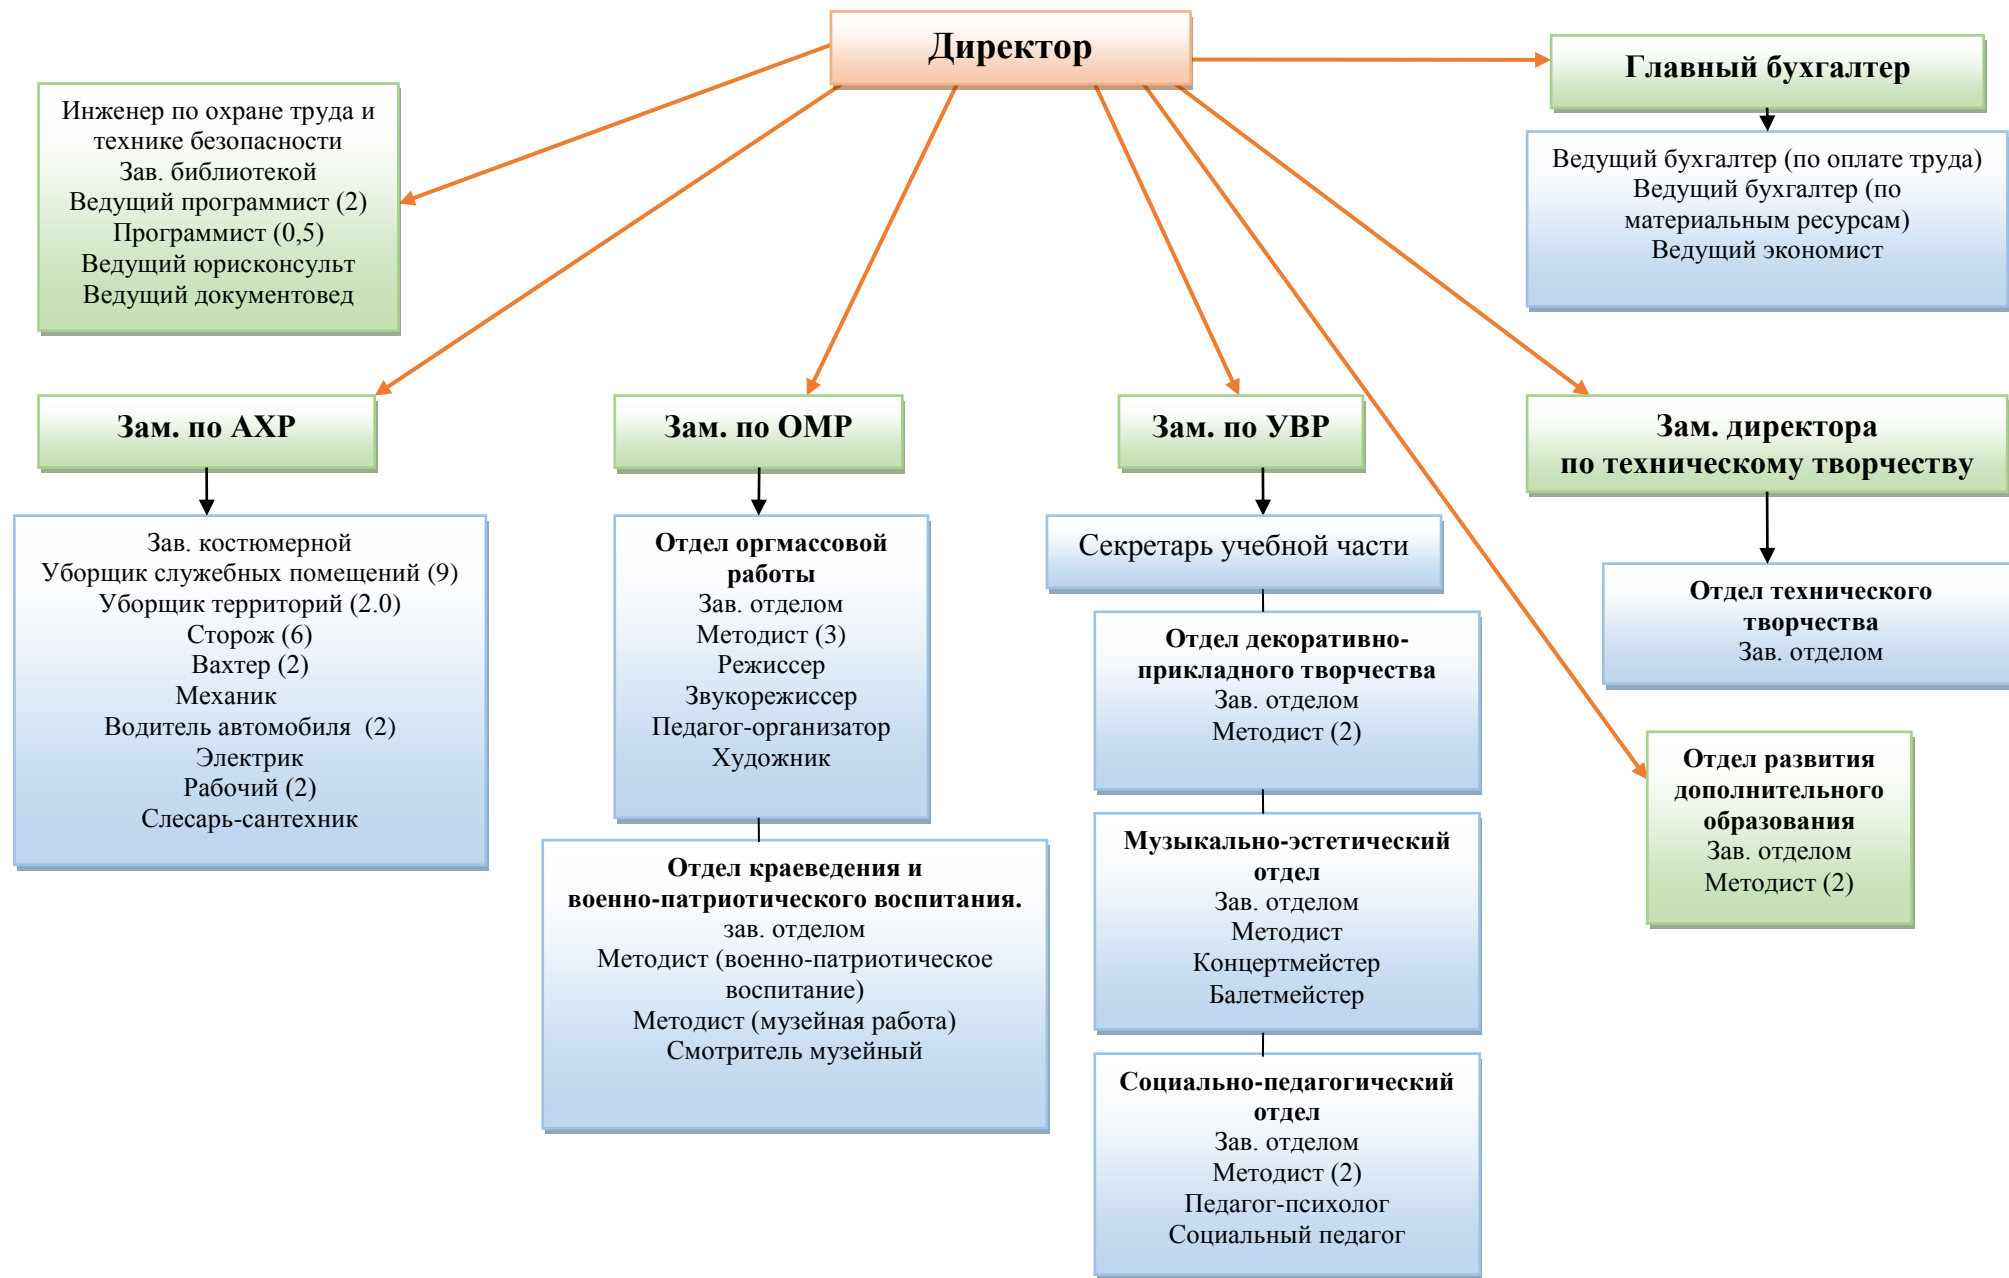 Директор
Главный бухгалтер
Инженер по охране труда и
технике безопасности
Зав. библиотекой
Ведущий программист (2)
Программист (0,5)
Ведущий юрисконсульт
Ведущий документовед
Ведущий бухгалтер (по оплате труда)
Ведущий бухгалтер (по
материальным ресурсам)
Ведущий экономист
Зам. по АХР
Зам. по ОМР
Зам. по УВР
Зам. директора
по техническому творчеству
Зав. костюмерной
Уборщик служебных помещений (9)
Уборщик территорий (2.0)
Сторож (6)
Вахтер (2)
Механик
Водитель автомобиля  (2)
Электрик
Рабочий (2)
Слесарь-сантехник
Отдел оргмассовой
работы
Зав. отделом
Методист (3)
Режиссер
Звукорежиссер
Педагог-организатор
Художник
Отдел краеведения и
военно-патриотического воспитания.
зав. отделом
Методист (военно-патриотическое
воспитание)
Методист (музейная работа)
Смотритель музейный
Секретарь учебной части
Отдел декоративно-
прикладного творчества
Зав. отделом
Методист (2)
Музыкально-эстетический
отдел
Зав. отделом
Методист
Концертмейстер
Балетмейстер
Социально-педагогический
отдел
Зав. отделом
Методист (2)
Педагог-психолог
Социальный педагог
Отдел технического
творчества
Зав. отделом
Отдел развития
дополнительного
образования
Зав. отделом
Методист (2)